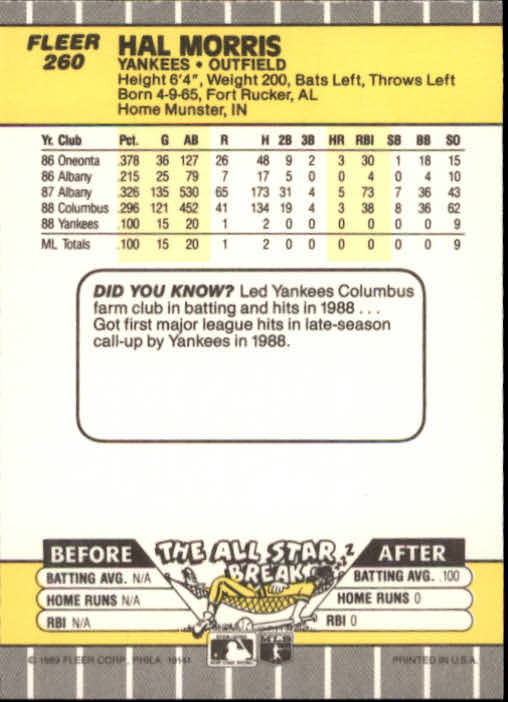 FLEER
260
HAL MORRIS
YANKEES • OUTFIELD
Height 6'4", Weight 200, Bats Left, Throws Left
Born 4-9-65, Fort Rucker, AL
Home Munster, IN
Yr. Club Pct. G AB R H 2B 3B HR RBI SB BB SO
86 Oneonta .378 36 127 26 48 9 2 3 30 1 18 15
86 Albany .215 25 79 7 17 5 0 0 4 0 4 10
87 Albany .326 135 530 65 173 31 4 5 73 7 36 43
88 Columbus .296 121 452 41 134 19 4 3 38 8 36 62
88 Yankees .100 15 20 1 2 0 0 0 0 0 0 9
ML Totals .100 15 20 1 2 0 0 0 0 0 0 9
DID YOU KNOW? Led Yankees Columbus
farm club in batting and hits in 1988 . . .
Got first major league hits in late-season
call-up by Yankees in 1988.
BEFORE THE ALL STAR BREAK Z-Z-Z AFTER
BATTING AVG. N/A BATTING AVG. .100
HOME RUNS N/A HOME RUNS 0
RBI N/A RBI 0
© 1989 FLEER CORP., PHILA. 19141 PRINTED IN U.S.A.